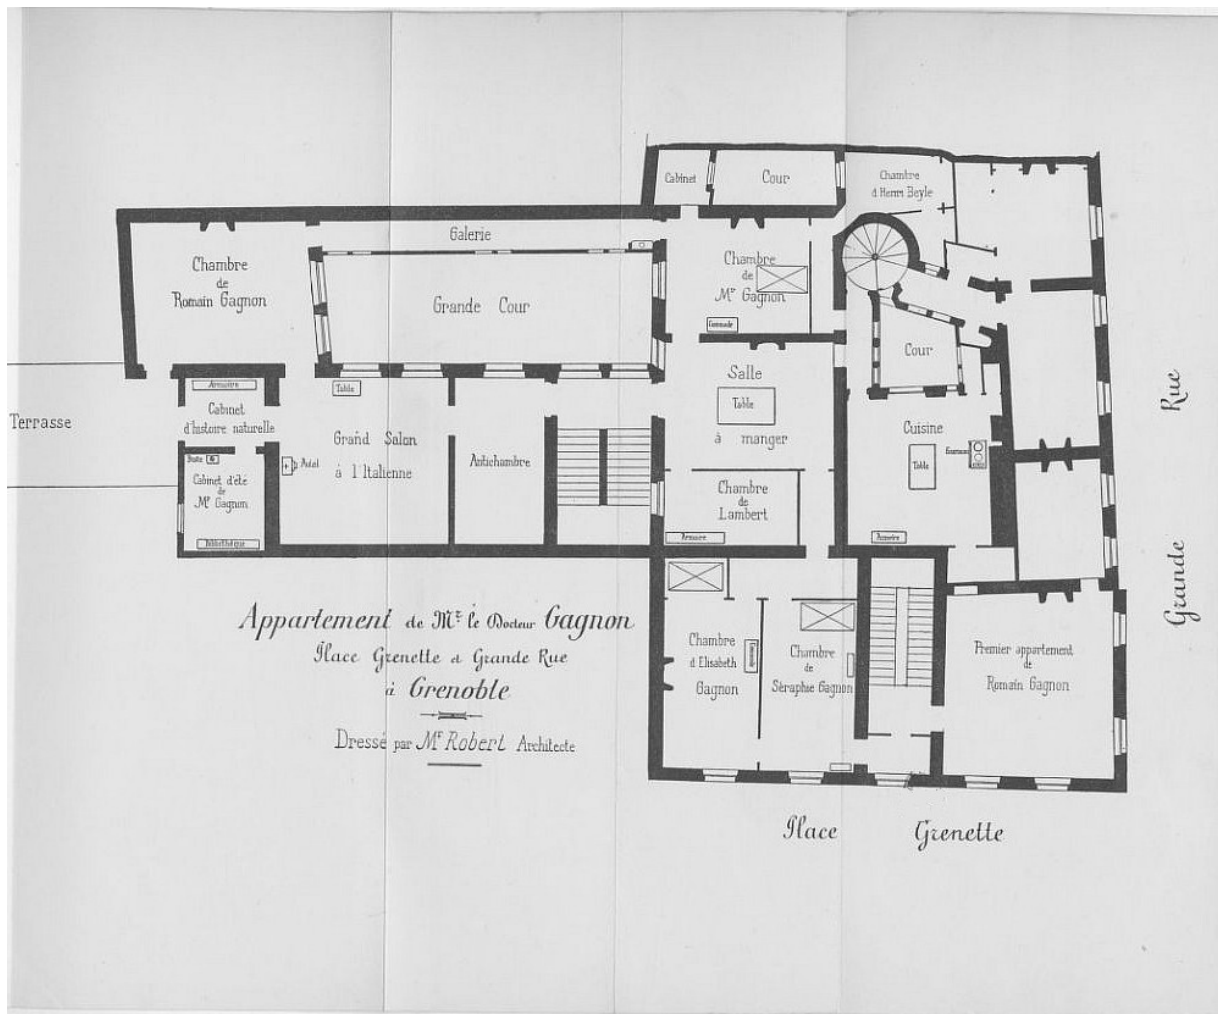 Cabinet
Cour
Chambre
d'Henri Beyle
Galerie
Chambre
de
Romain Gagnon
Grande Cour
Chambre
de
Mr Gagnon
Commode
Cour
Terrasse
Armoire
Cabinet
d'histoire naturelle
Table
Grand Salon
à l'Italienne
Autel
Antichambre
Salle
Table
à manger
Cuisine
Table
Cabinet d'été
de
Mr Gagnon
Bibliothèque
Chambre
de
Lambert
Armoire
Armoire
Rue
Grande
Appartement de Mr le Docteur Gagnon
Place Grenette et Grande Rue
à Grenoble
Dressé par Mr Robert Architecte
Chambre
d'Elisabeth
Gagnon
Commode
Chambre
de
Séraphie Gagnon
Premier appartement
de
Romain Gagnon
Place Grenette